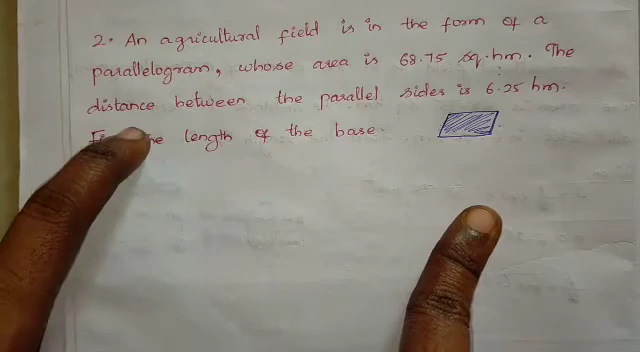 2. An agricultural field is in the form of a
parallelogram, whose area is 68.75 sq.hm. The
distance between the parallel sides is 6.25 hm.
length of the base.